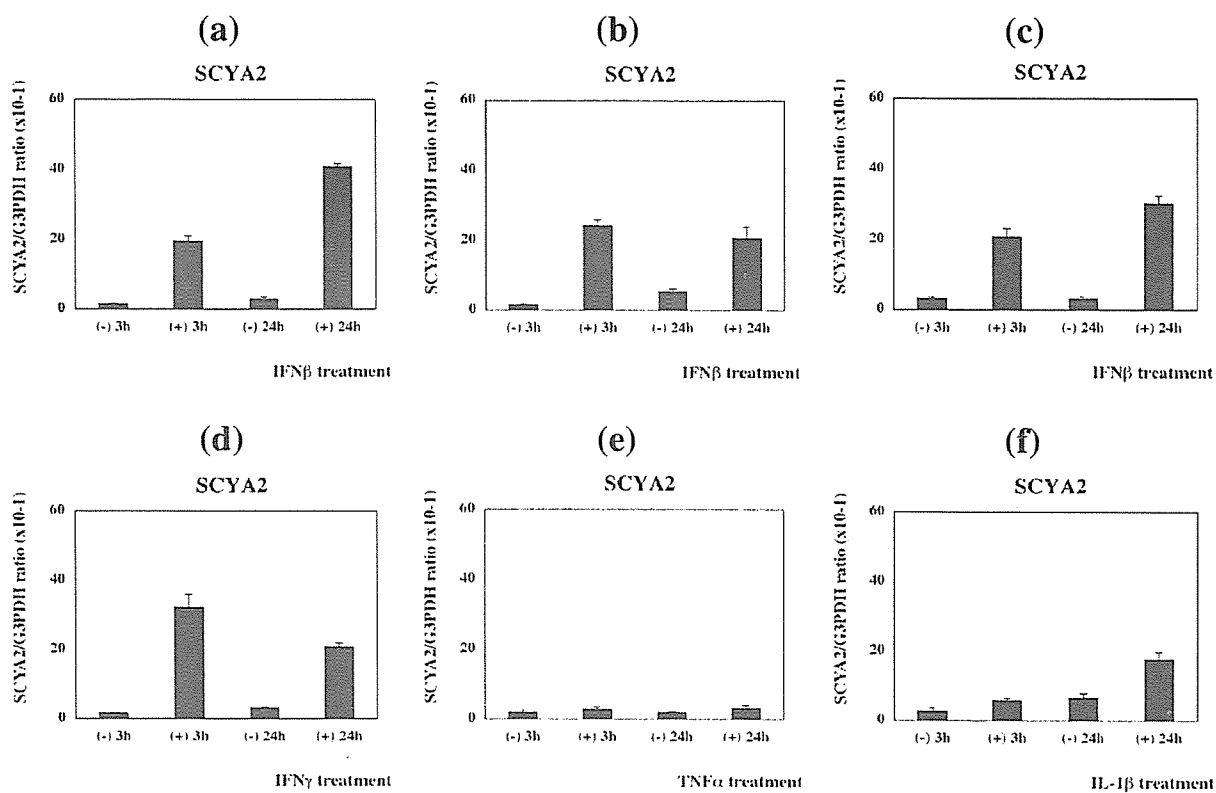 (a)
SCYA2
SCYA2/G3PDH ratio (x10-1)
60
40
20
0
(-) 3h (+) 3h (-) 24h (+) 24h
IFNβ treatment
(b)
SCYA2
SCYA2/G3PDH ratio (x10-1)
60
40
20
0
(-) 3h (+) 3h (-) 24h (+) 24h
IFNβ treatment
(c)
SCYA2
SCYA2/G3PDH ratio (x10-1)
60
40
20
0
(-) 3h (+) 3h (-) 24h (+) 24h
IFNβ treatment
(d)
SCYA2
SCYA2/G3PDH ratio (x10-1)
60
40
20
0
(-) 3h (+) 3h (-) 24h (+) 24h
IFNγ treatment
(e)
SCYA2
SCYA2/G3PDH ratio (x10-1)
60
40
20
0
(-) 3h (+) 3h (-) 24h (+) 24h
TNFα treatment
(f)
SCYA2
SCYA2/G3PDH ratio (x10-1)
60
40
20
0
(-) 3h (+) 3h (-) 24h (+) 24h
IL-1β treatment